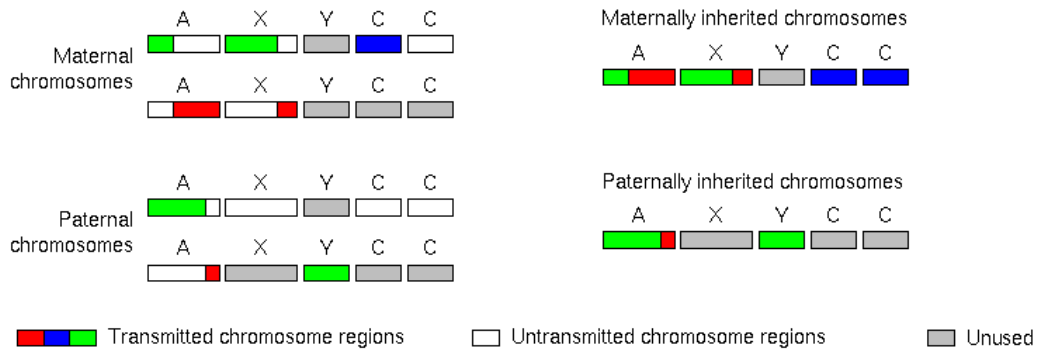 A X Y C C
Maternal
chromosomes
A X Y C C
Maternally inherited chromosomes
A X Y C C
A X Y C C
Paternal
chromosomes
A X Y C C
Paternally inherited chromosomes
A X Y C C
Transmitted chromosome regions
Untransmitted chromosome regions
Unused